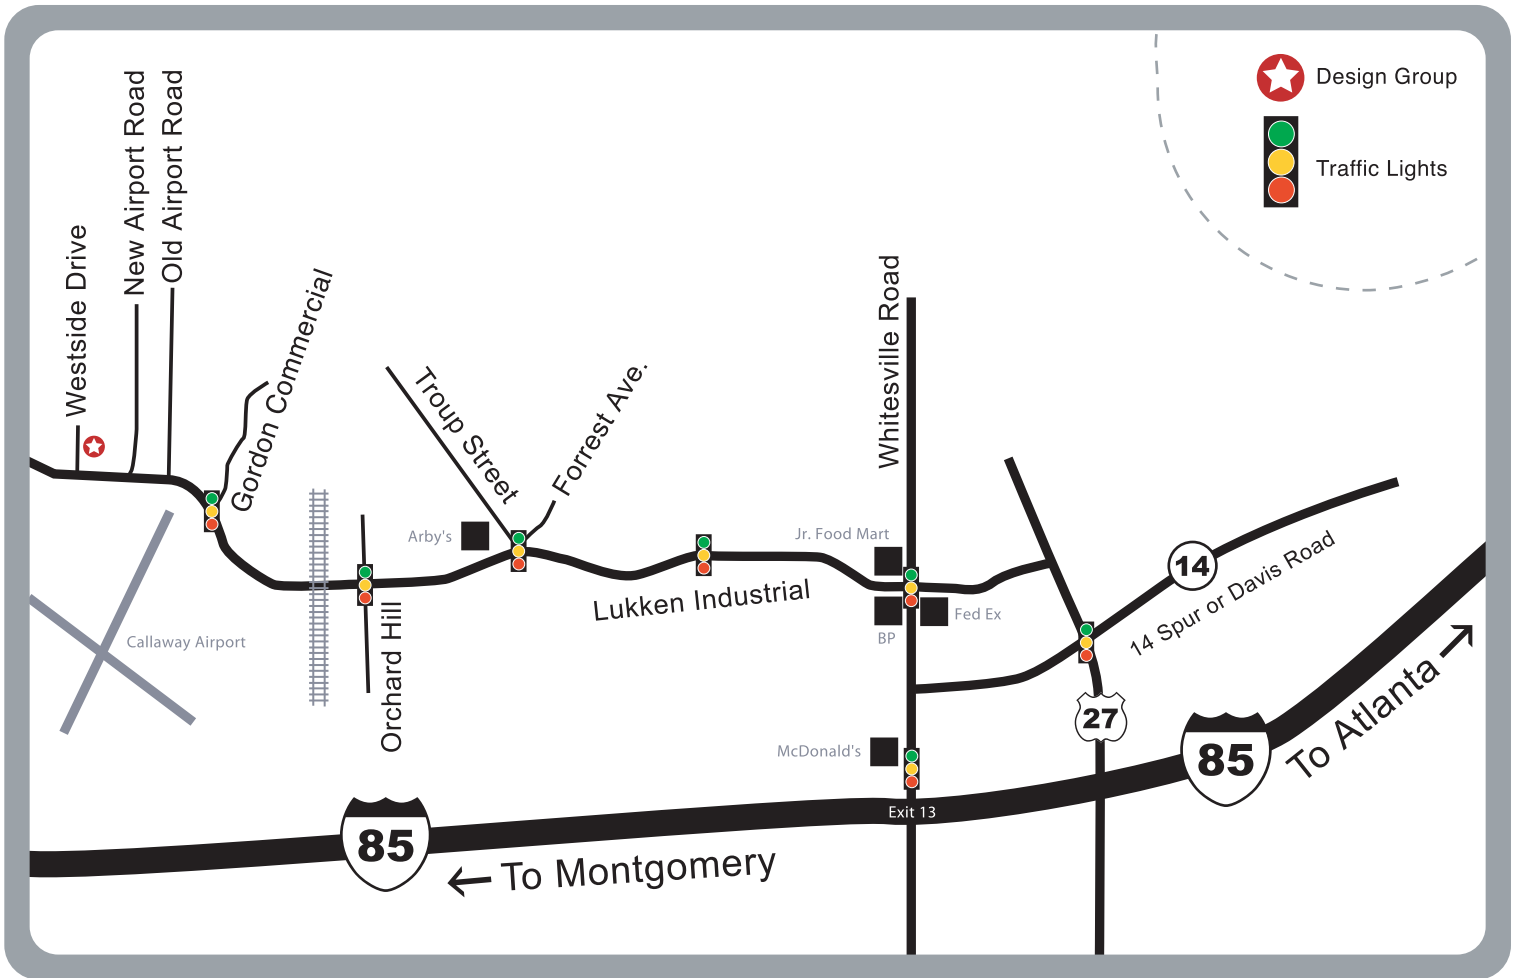 Design Group
Traffic Lights
Westside Drive
New Airport Road
Old Airport Road
Gordon Commercial
Troup Street
Forrest Ave.
Whitesville Road
Arby's
Jr. Food Mart
Lukken Industrial
BP
Fed Ex
14
14 Spur or Davis Road
Callaway Airport
Orchard Hill
27
McDonald's
85
To Atlanta
Exit 13
85
To Montgomery